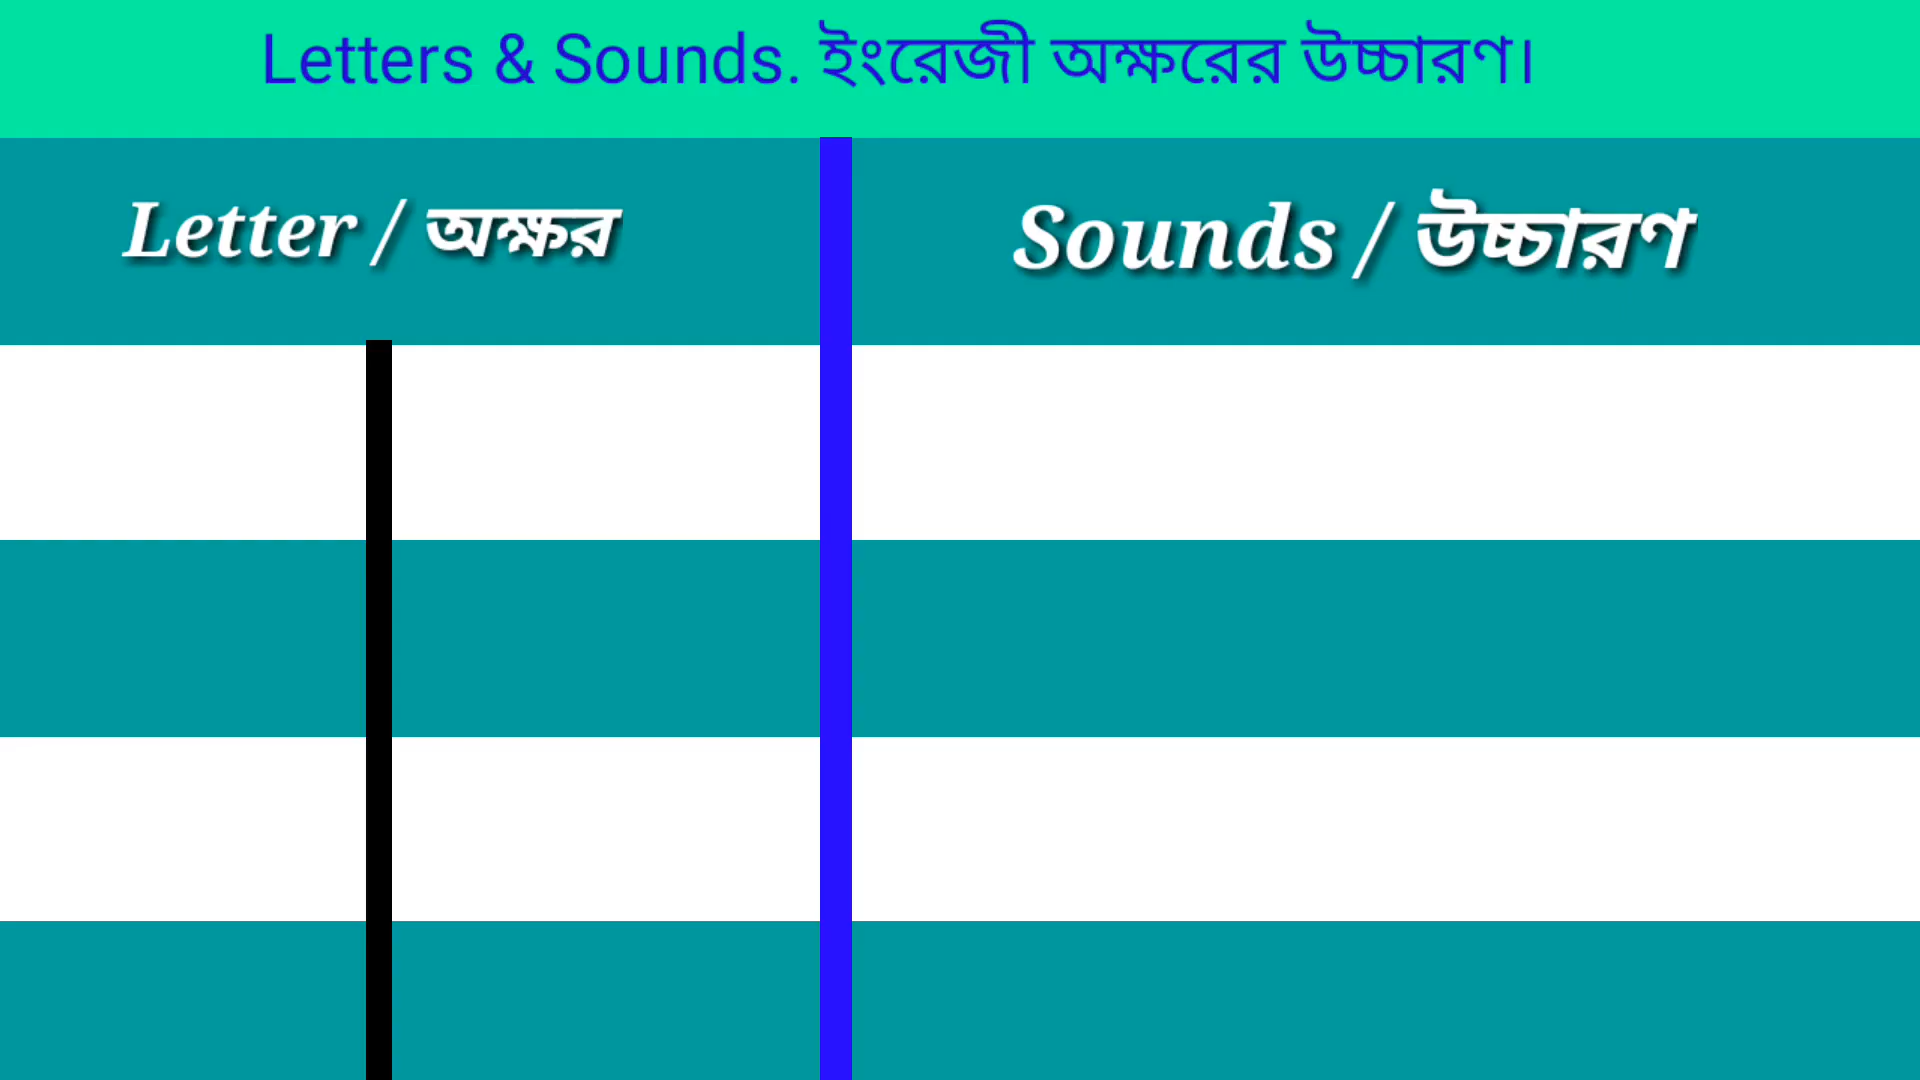 Letters & Sounds. ইংরেজী অক্ষরের উচ্চারণ।
Letter / অক্ষর
Sounds / উচ্চারণ